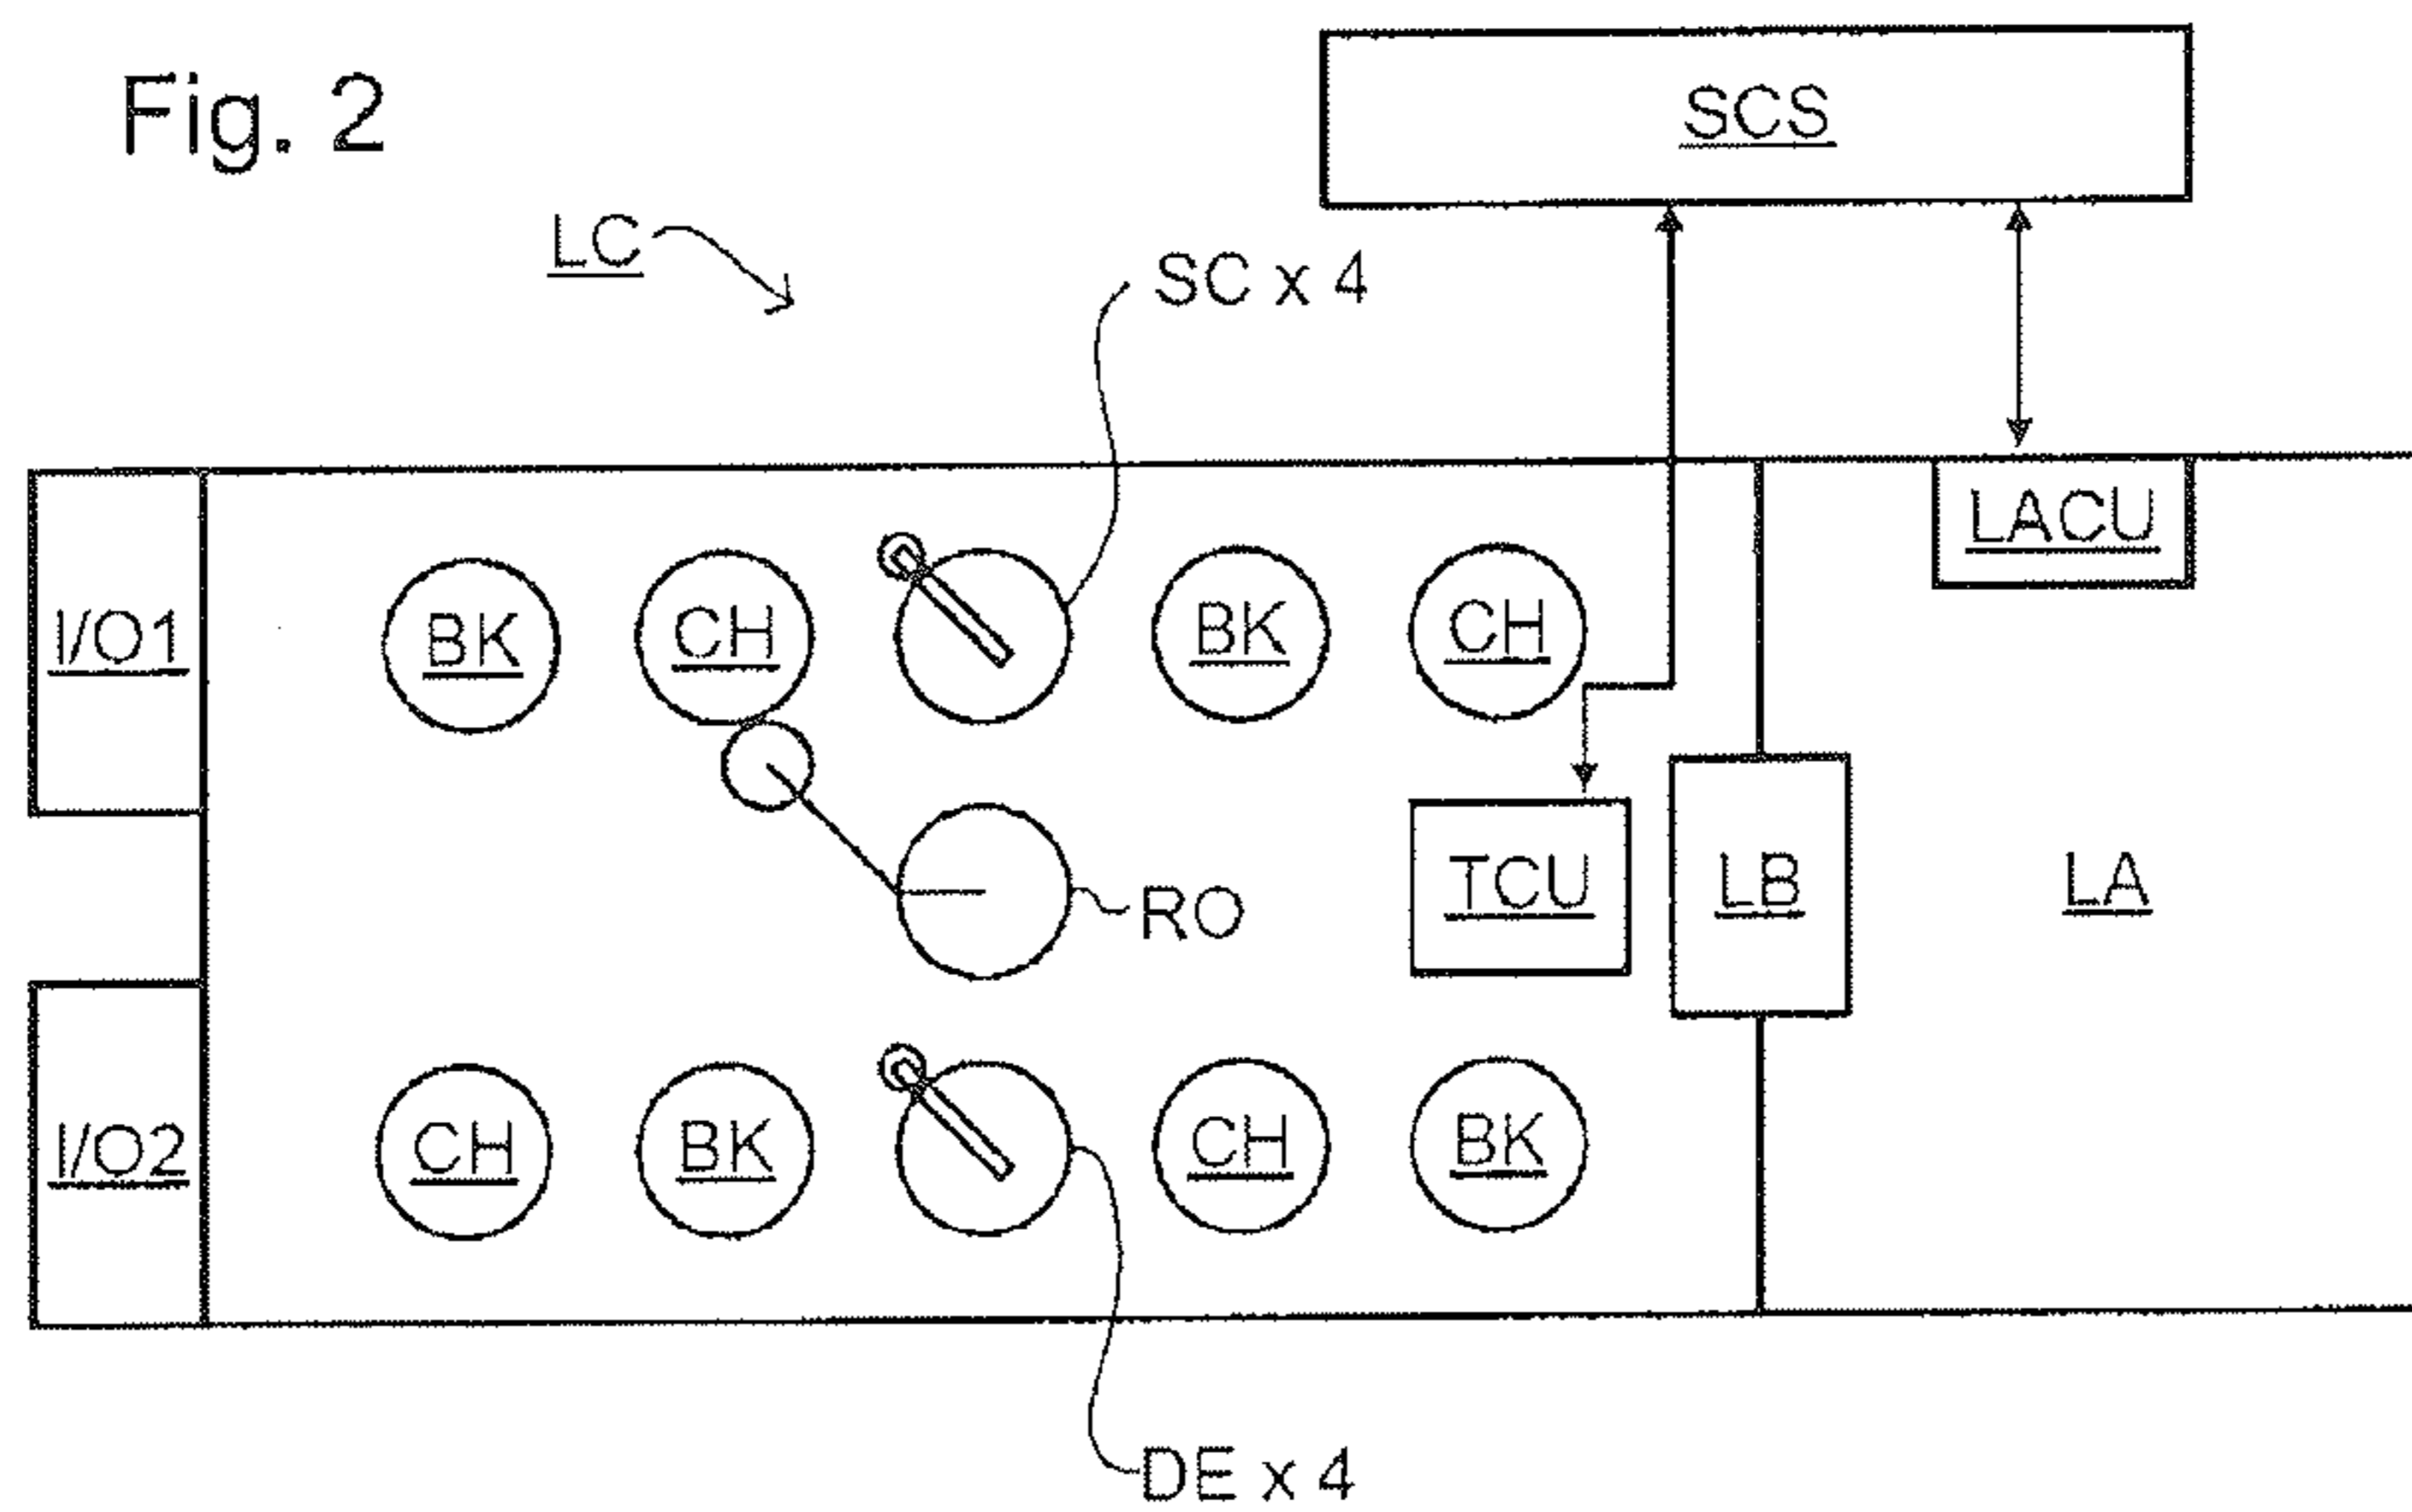 Fig. 2
SCS
LC
SC x 4
LACU
I/O1
BK
CH
BK
CH
RO
TCU
LB
LA
I/O2
CH
BK
CH
BK
DE x 4